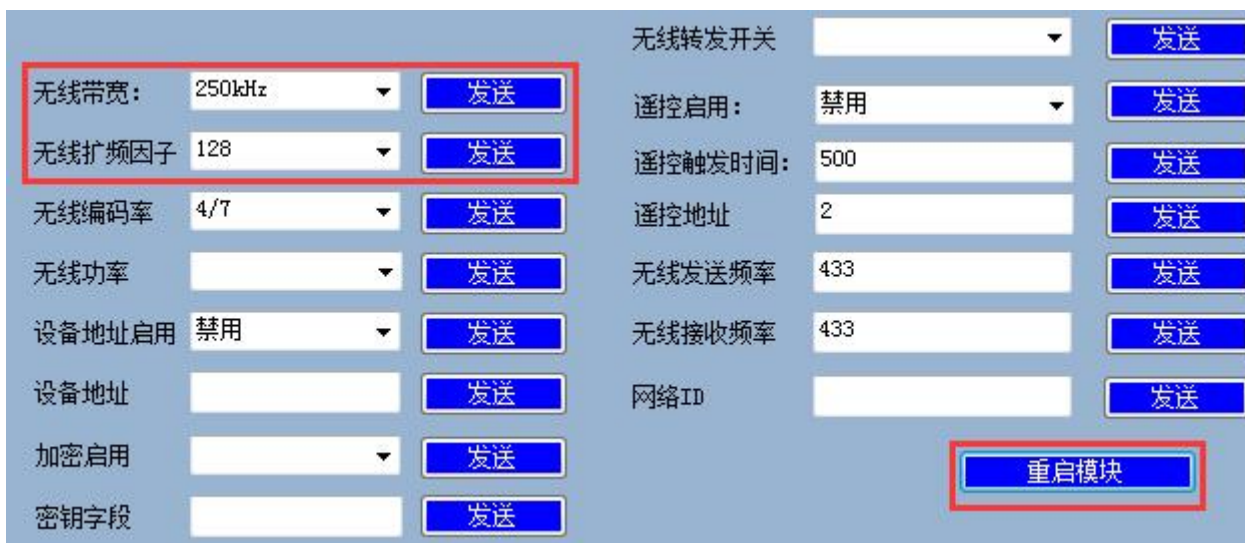 无线转发开关 发送
无线带宽： 250kHz 发送
遥控启用： 禁用 发送
无线扩频因子 128 发送
遥控触发时间： 500 发送
无线编码率 4/7 发送
遥控地址 2 发送
无线功率 发送
无线发送频率 433 发送
设备地址启用 禁用 发送
无线接收频率 433 发送
设备地址 发送
网络ID 发送
加密启用 发送
重启模块
密钥字段 发送